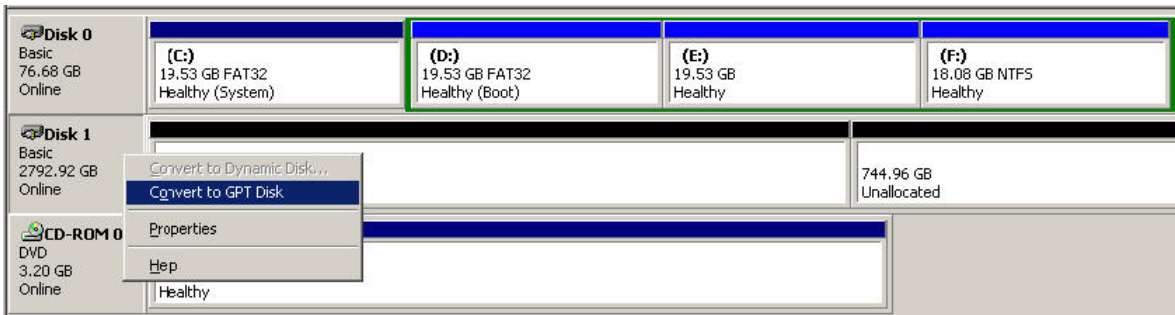 Disk 0
Basic
76.68 GB
Online
(C:)
19.53 GB FAT32
Healthy (System)
(D:)
19.53 GB FAT32
Healthy (Boot)
(E:)
19.53 GB
Healthy
(F:)
18.08 GB NTFS
Healthy
Disk 1
Basic
2792.92 GB
Online
744.96 GB
Unallocated
Convert to Dynamic Disk...
Convert to GPT Disk
Properties
Help
CD-ROM 0
DVD
3.20 GB
Online
Healthy